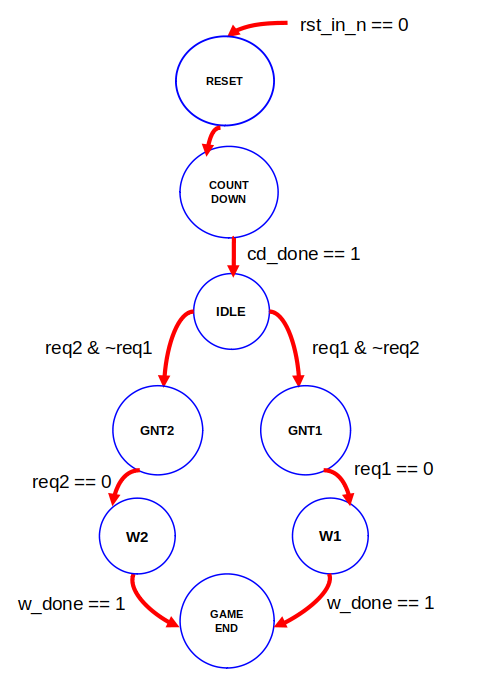 rst_in_n == 0
RESET
COUNT
DOWN
cd_done == 1
IDLE
req2 & ~req1
req1 & ~req2
GNT2
GNT1
req2 == 0
req1 == 0
W2
W1
w_done == 1
w_done == 1
GAME
END